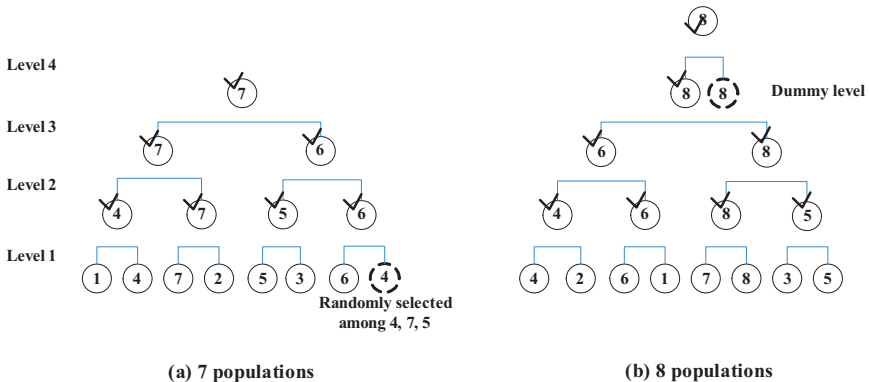 8
Level 4
7
8 8
Dummy level
Level 3
7 6
6 8
Level 2
4 7 5 6
4 6 8 5
Level 1
1 4 7 2 5 3 6 4
4 2 6 1 7 8 3 5
Randomly selected
among 4, 7, 5
(a) 7 populations
(b) 8 populations